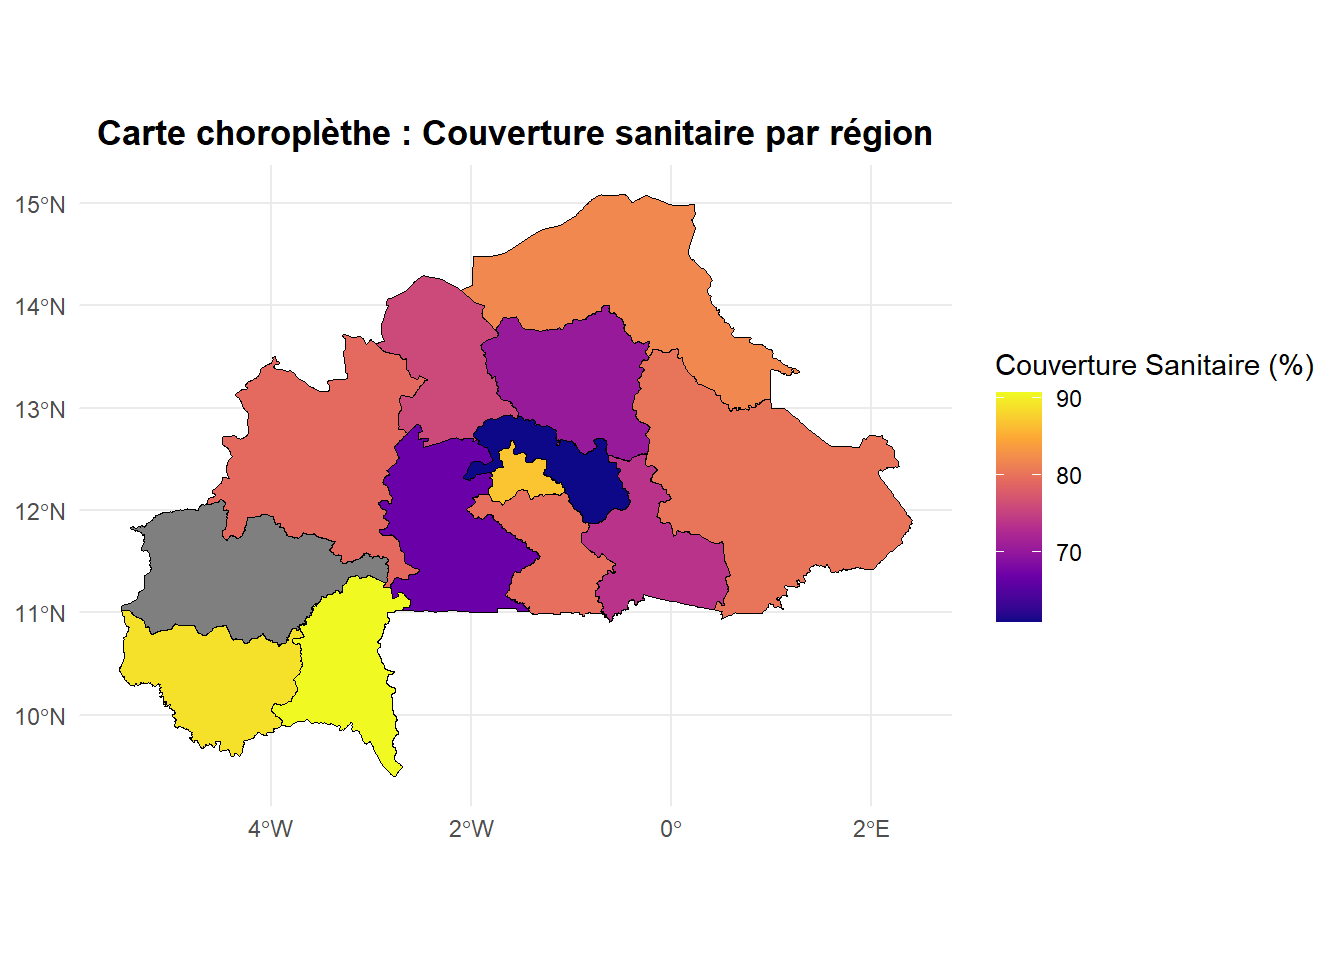 Carte choroplèthe : Couverture sanitaire par région
15°N
14°N
13°N
12°N
11°N
10°N
4°W
2°W
0°
2°E
Couverture Sanitaire (%)
90
80
70